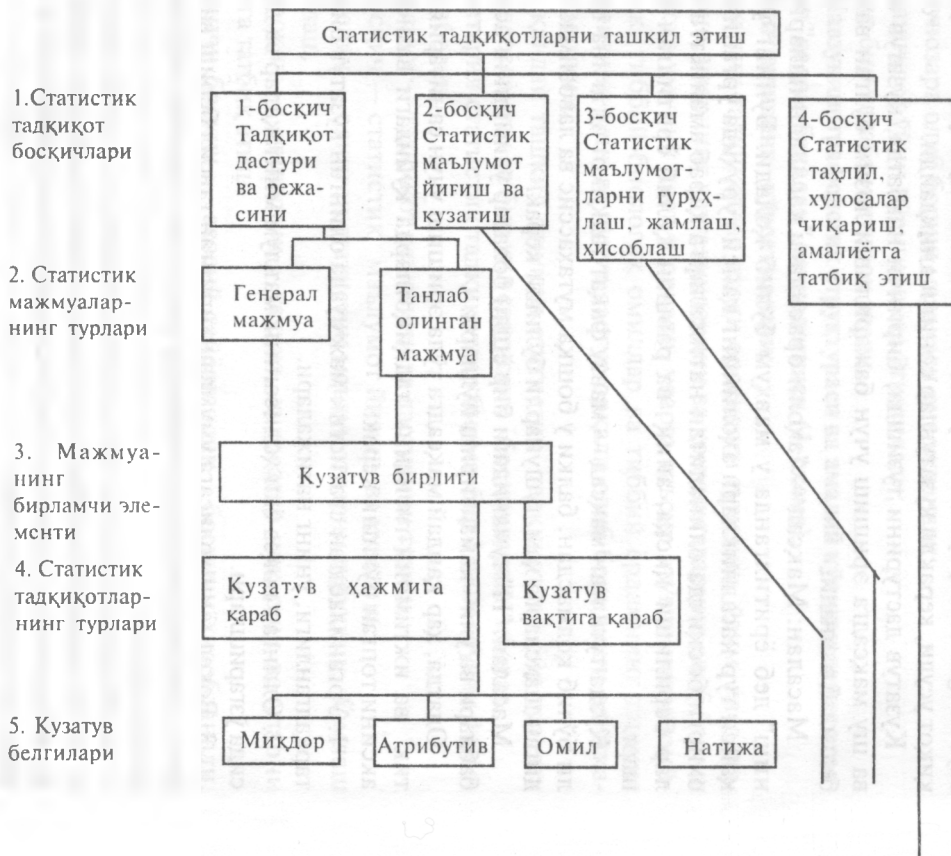 Статистик тадқиқотларни ташкил этиш
1.Статистик
тадқиқот
босқичлари
1-босқич
Тадқиқот
дастури
ва режа-
сини
2-босқич
Статистик
маълумот
йиғиш ва
кузатиш
3-босқич
Статистик
маълумот-
ларни гуруҳ-
лаш, жамлаш,
ҳисоблаш
4-босқич
Статистик
таҳлил,
хулосалар
чиқариш,
амалиётга
татбиқ этиш
2. Статистик
мажмуалар-
нинг турлари
Генерал
мажмуа
Танлаб
олинган
мажмуа
3. Мажмуа-
нинг
бирламчи эле-
менти
Кузатув бирлиги
4. Статистик
тадқиқотлар-
нинг турлари
Кузатув ҳажмига
қараб
Кузатув
вақтига қараб
5. Кузатув
белгилари
Миқдор
Атрибутив
Омил
Натижа